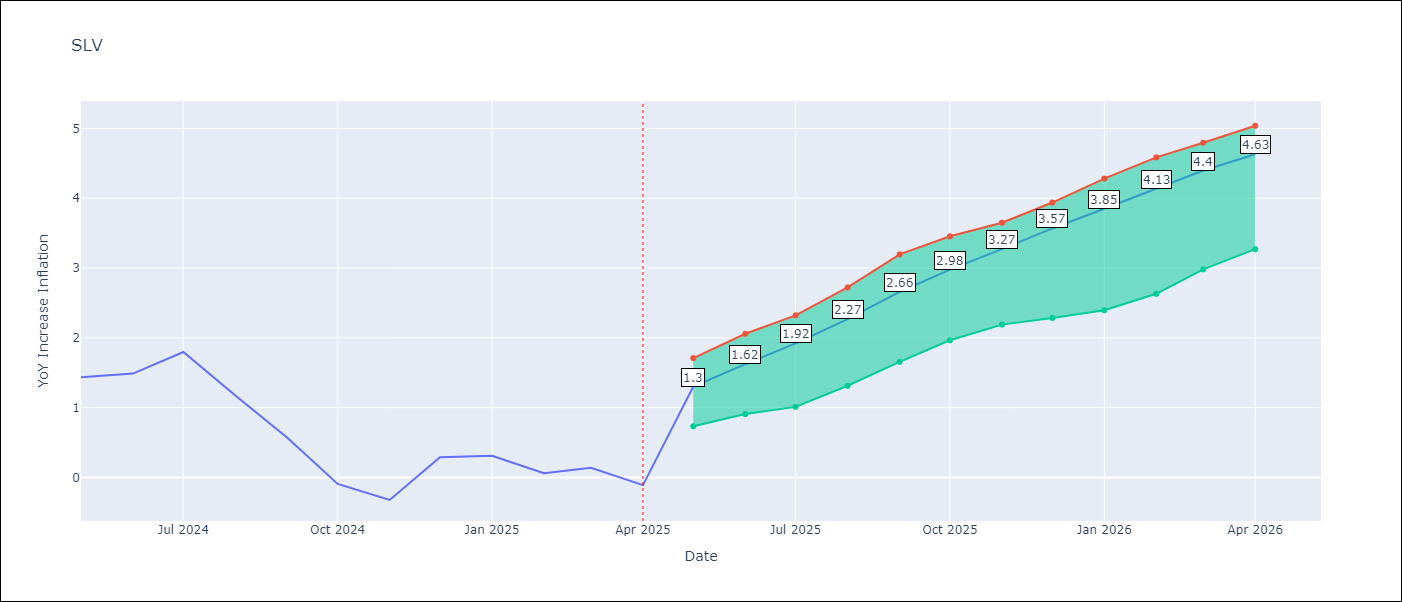 SLV
YoY Increase Inflation
5
4
3
2
1
0
1.3
1.62
1.92
2.27
2.66
2.98
3.27
3.57
3.85
4.13
4.4
4.63
Jul 2024
Oct 2024
Jan 2025
Apr 2025
Jul 2025
Oct 2025
Jan 2026
Apr 2026
Date